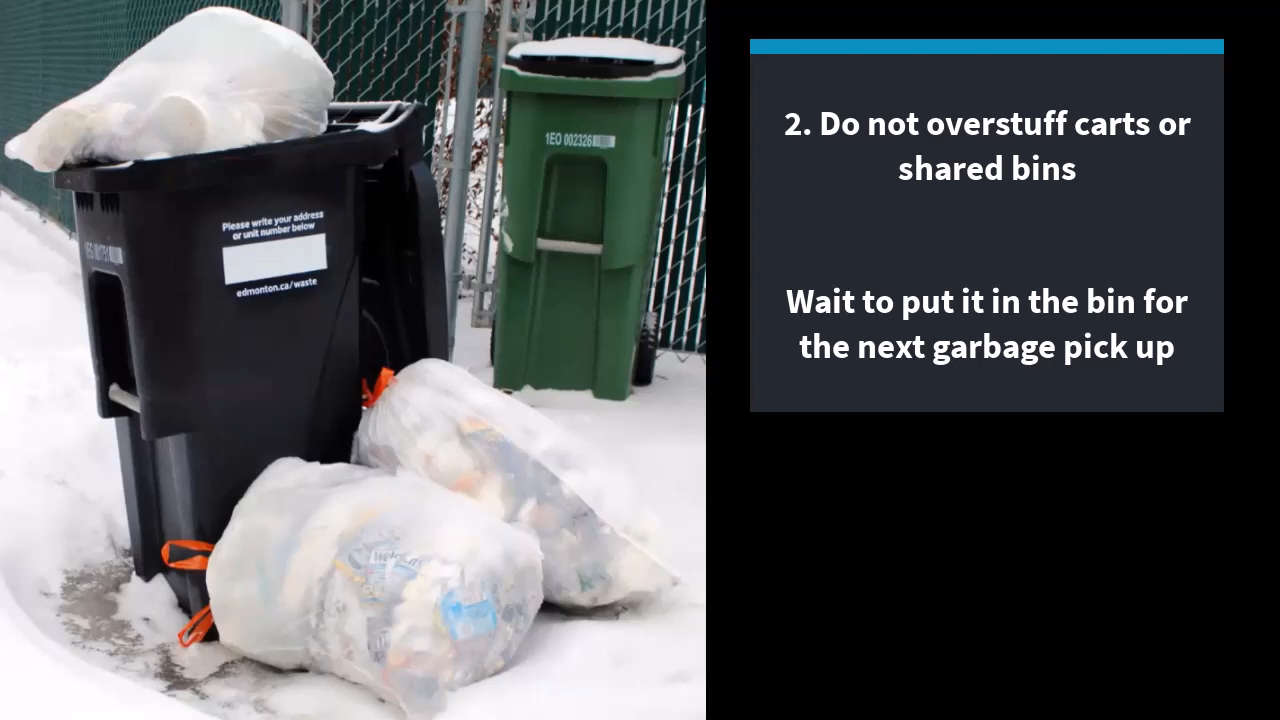 Please write your address
or unit number below
edmonton.ca/waste
1EO 002326
2. Do not overstuff carts or
shared bins
Wait to put it in the bin for
the next garbage pick up